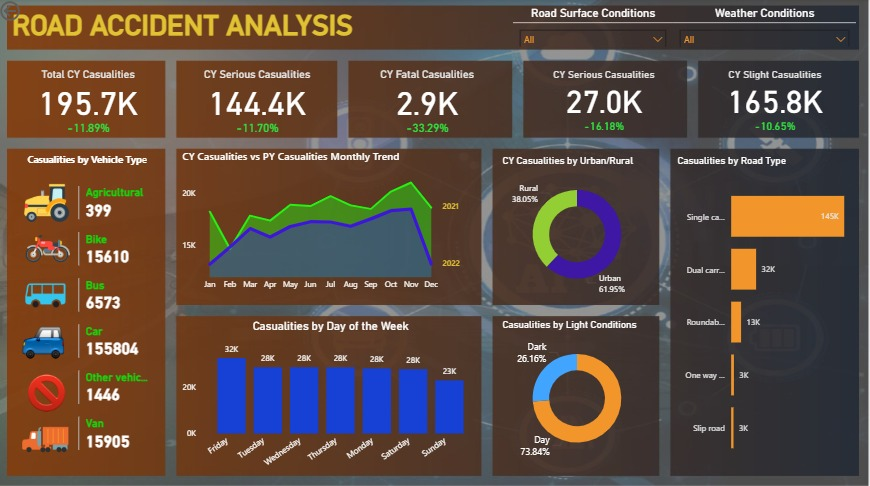 ROAD ACCIDENT ANALYSIS
Road Surface Conditions
All
Weather Conditions
All
Total CY Casualities
195.7K
-11.89%
CY Serious Casualities
144.4K
-11.70%
CY Fatal Casualities
2.9K
-33.29%
CY Serious Casualities
27.0K
-16.18%
CY Slight Casualities
165.8K
-10.65%
Casualities by Vehicle Type
Agricultural
399
Bike
15610
Bus
6573
Car
155804
Other vehic...
1446
Van
15905
CY Casualities vs PY Casualities Monthly Trend
20K
15K
2021
2022
Jan Feb Mar Apr May Jun Jul Aug Sep Oct Nov Dec
Casualities by Day of the Week
20K
0K
32K 28K 28K 28K 28K 28K 23K
Friday Tuesday Wednesday Thursday Monday Saturday Sunday
CY Casualities by Urban/Rural
Rural
38.05%
Urban
61.95%
Casualities by Light Conditions
Dark
26.16%
Day
73.84%
Casualities by Road Type
Single ca... 145K
Dual carr... 32K
Roundab... 13K
One way ... 3K
Slip road 3K